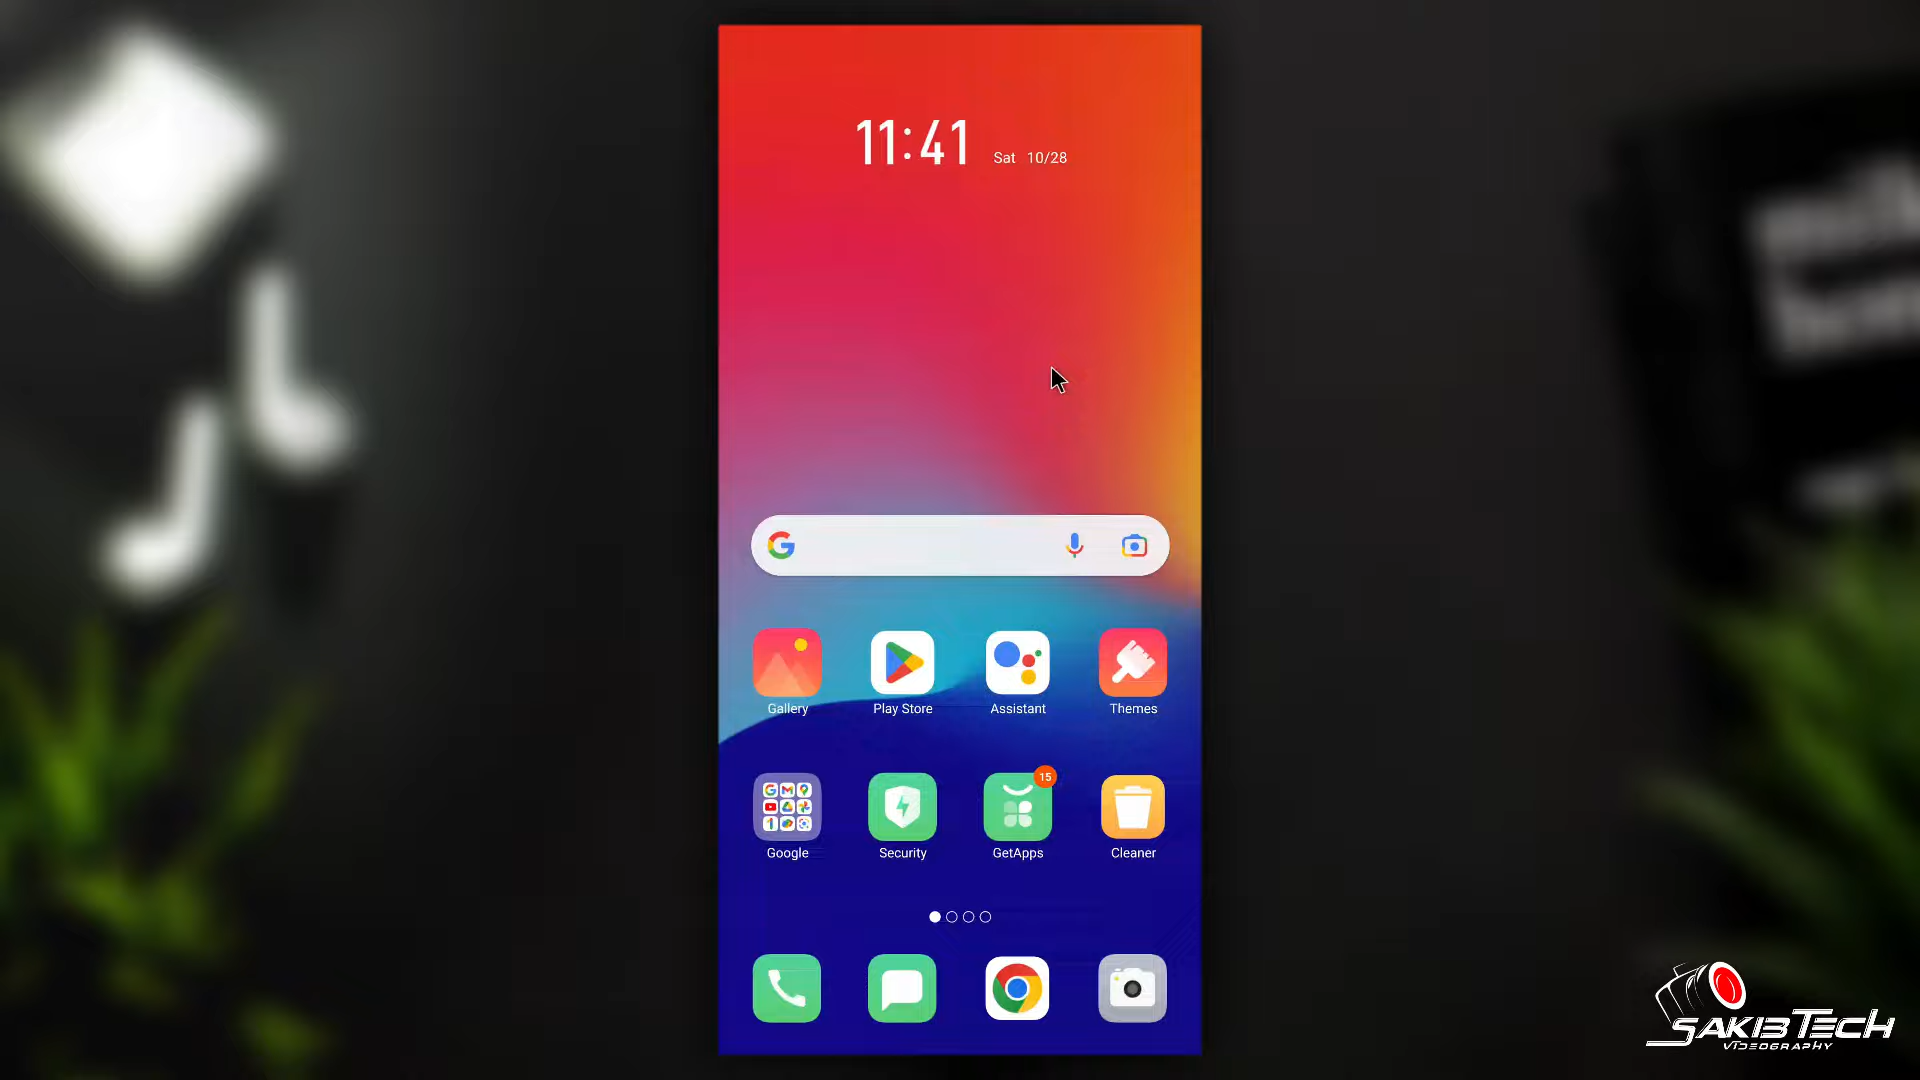 11:41 Sat 10/28
Gallery Play Store Assistant Themes
15
Google Security GetApps Cleaner
SAKIBTECH
VIDEOGRAPHY